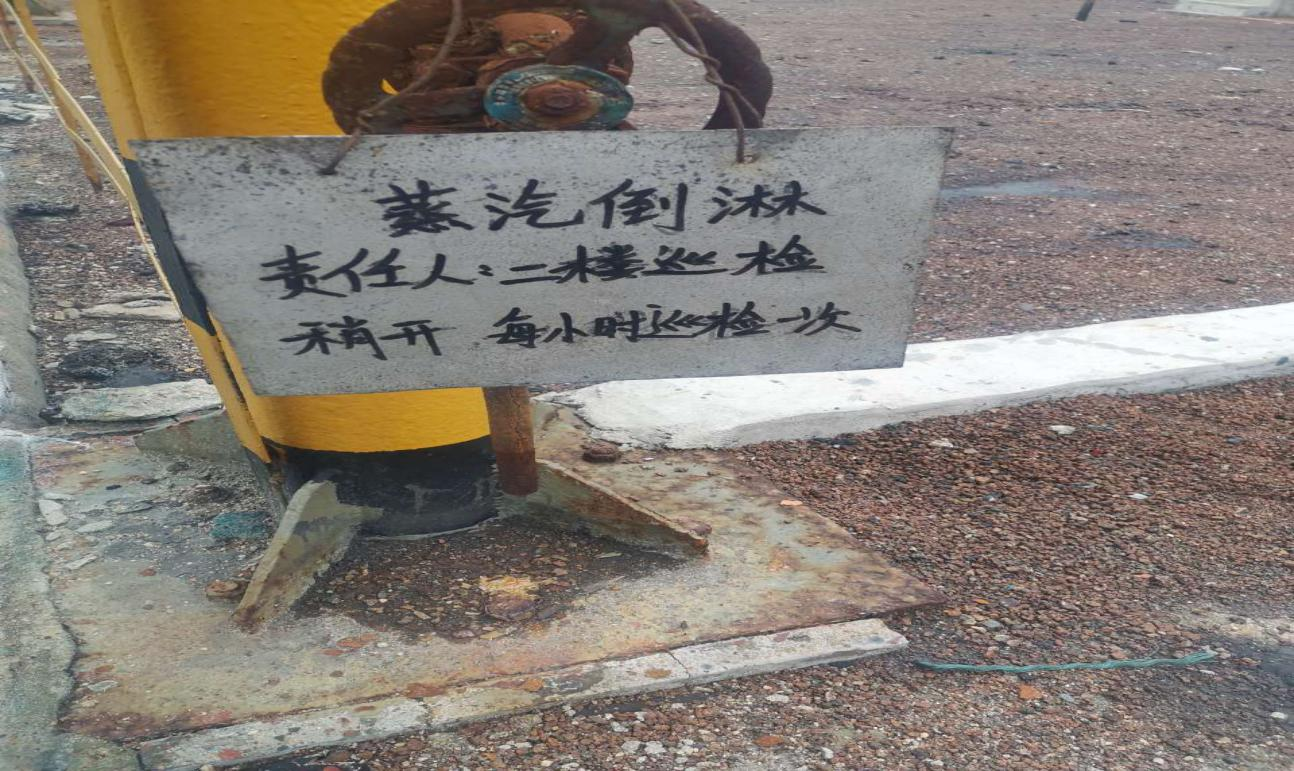 蒸汽倒淋
责任人:二楼巡检
稍开 每小时巡检一次